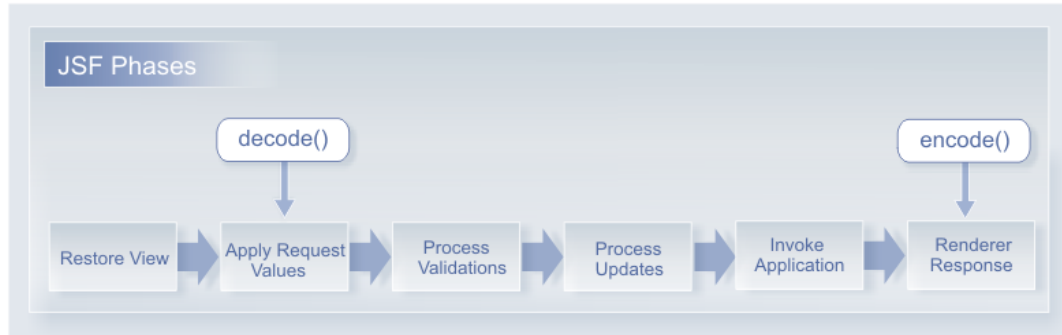 JSF Phases
decode()
encode()
Restore View
Apply Request
Values
Process
Validations
Process
Updates
Invoke
Application
Renderer
Response